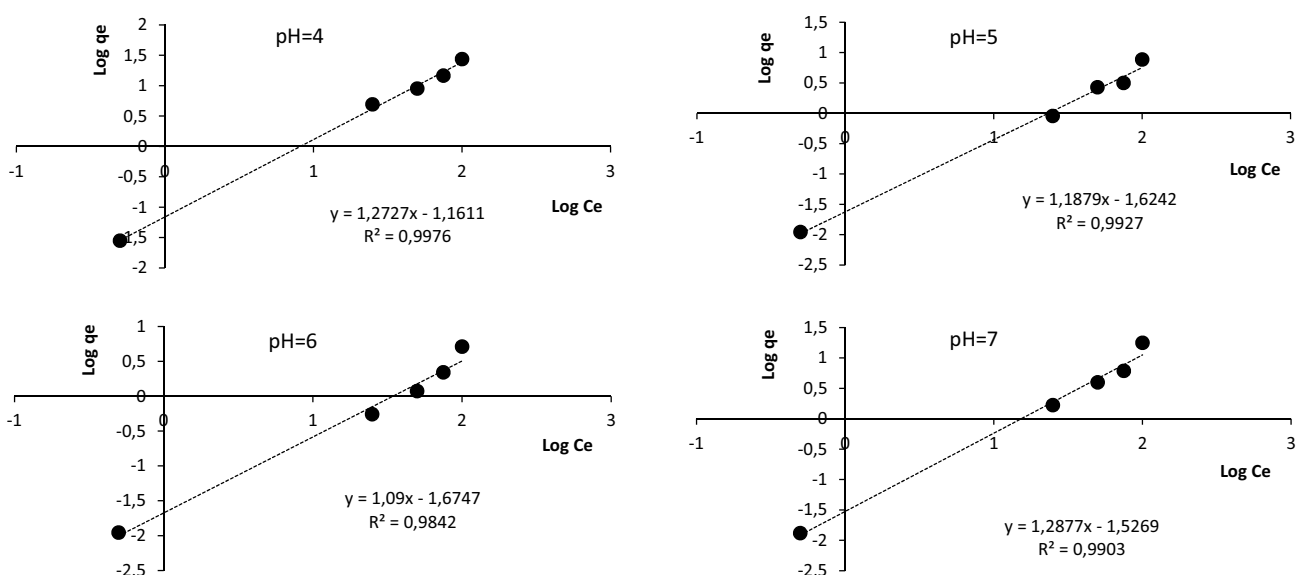 pH=4
Log qe
2
1,5
1
0,5
0
-0,5
-1
-1,5
-2
-1
0
1
2
3
Log Ce
y = 1,2727x - 1,1611
R² = 0,9976
pH=5
Log qe
1,5
1
0,5
0
-0,5
-1
-1,5
-2
-2,5
-1
0
1
2
3
Log Ce
y = 1,1879x - 1,6242
R² = 0,9927
pH=6
Log qe
1
0,5
0
-0,5
-1
-1,5
-2
-2,5
-1
0
1
2
3
Log Ce
y = 1,09x - 1,6747
R² = 0,9842
pH=7
Log qe
1,5
1
0,5
0
-0,5
-1
-1,5
-2
-2,5
-1
0
1
2
3
Log Ce
y = 1,2877x - 1,5269
R² = 0,9903